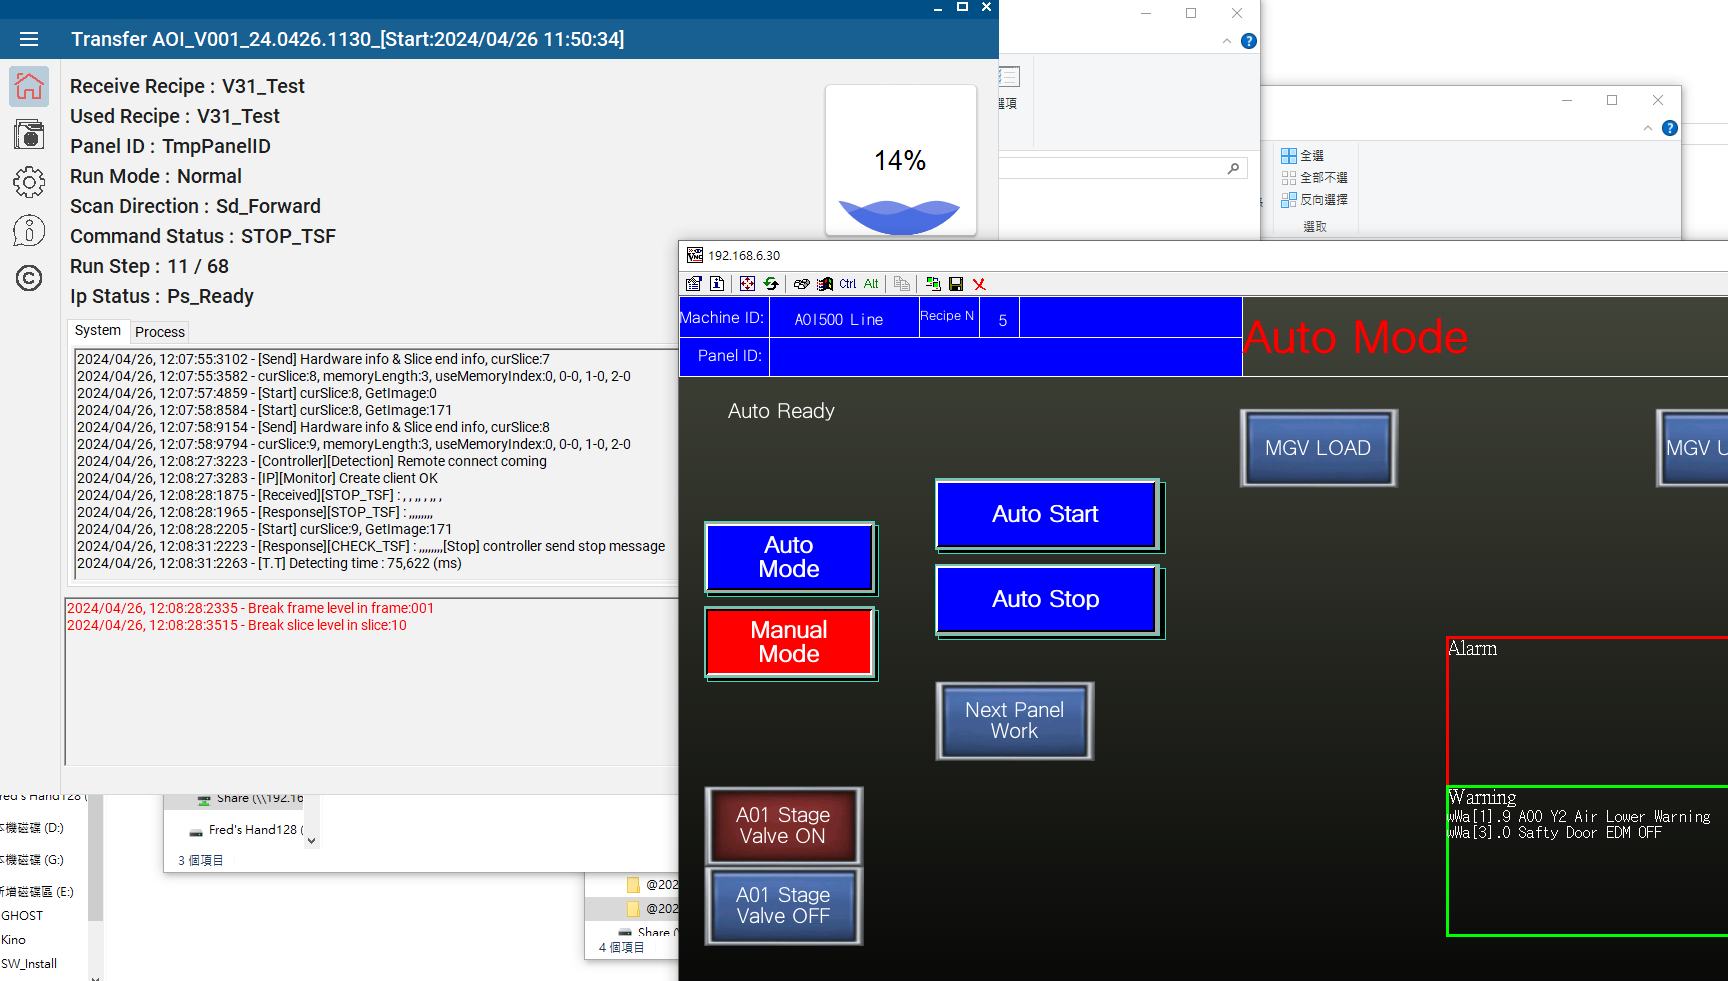 Transfer AOI_V001_24.0426.1130_[Start:2024/04/26 11:50:34]
Receive Recipe : V31_Test
Used Recipe : V31_Test
Panel ID : TmpPanelID
Run Mode : Normal
Scan Direction : Sd_Forward
Command Status : STOP_TSF
Run Step : 11 / 68
Ip Status : Ps_Ready
14%
System
Process
2024/04/26, 12:07:55:3102 - [Send] Hardware info & Slice end info, curSlice:7
2024/04/26, 12:07:55:3582 - curSlice:8, memoryLength:3, useMemoryIndex:0, 0-0, 1-0, 2-0
2024/04/26, 12:07:57:4859 - [Start] curSlice:8, GetImage:0
2024/04/26, 12:07:58:8584 - [Start] curSlice:8, GetImage:171
2024/04/26, 12:07:58:9154 - [Send] Hardware info & Slice end info, curSlice:8
2024/04/26, 12:07:58:9794 - curSlice:9, memoryLength:3, useMemoryIndex:0, 0-0, 1-0, 2-0
2024/04/26, 12:08:27:3223 - [Controller][Detection] Remote connect coming
2024/04/26, 12:08:27:3283 - [IP][Monitor] Create client OK
2024/04/26, 12:08:28:1875 - [Received][STOP_TSF] : , , ,, , ,, ,
2024/04/26, 12:08:28:1965 - [Response][STOP_TSF] : ,,,,,,,,
2024/04/26, 12:08:28:2205 - [Start] curSlice:9, GetImage:171
2024/04/26, 12:08:31:2223 - [Response][CHECK_TSF] : ,,,,,,,,[Stop] controller send stop message
2024/04/26, 12:08:31:2263 - [T.T] Detecting time : 75,622 (ms)
2024/04/26, 12:08:28:2335 - Break frame level in frame:001
2024/04/26, 12:08:28:3515 - Break slice level in slice:10
選項
全選
全部不選
反向選擇
選取
192.168.6.30
Ctrl Alt
Machine ID:
AOI500 Line
Recipe N
5
Panel ID:
Auto Mode
Auto Ready
MGV LOAD
MGV U
Auto Start
Auto
Mode
Auto Stop
Manual
Mode
Next Panel
Work
A01 Stage
Valve ON
A01 Stage
Valve OFF
Alarm
Warning
wWa[1].9 A00 Y2 Air Lower Warning
wWa[3].0 Safty Door EDM OFF
red's Hand128 (
本機磁碟 (D:)
本機磁碟 (G:)
新增磁碟區 (E:)
GHOST
Kino
SW_Install
Share (\\192.16
Fred's Hand128 (
3 個項目
@202
@202
Share (\
4 個項目